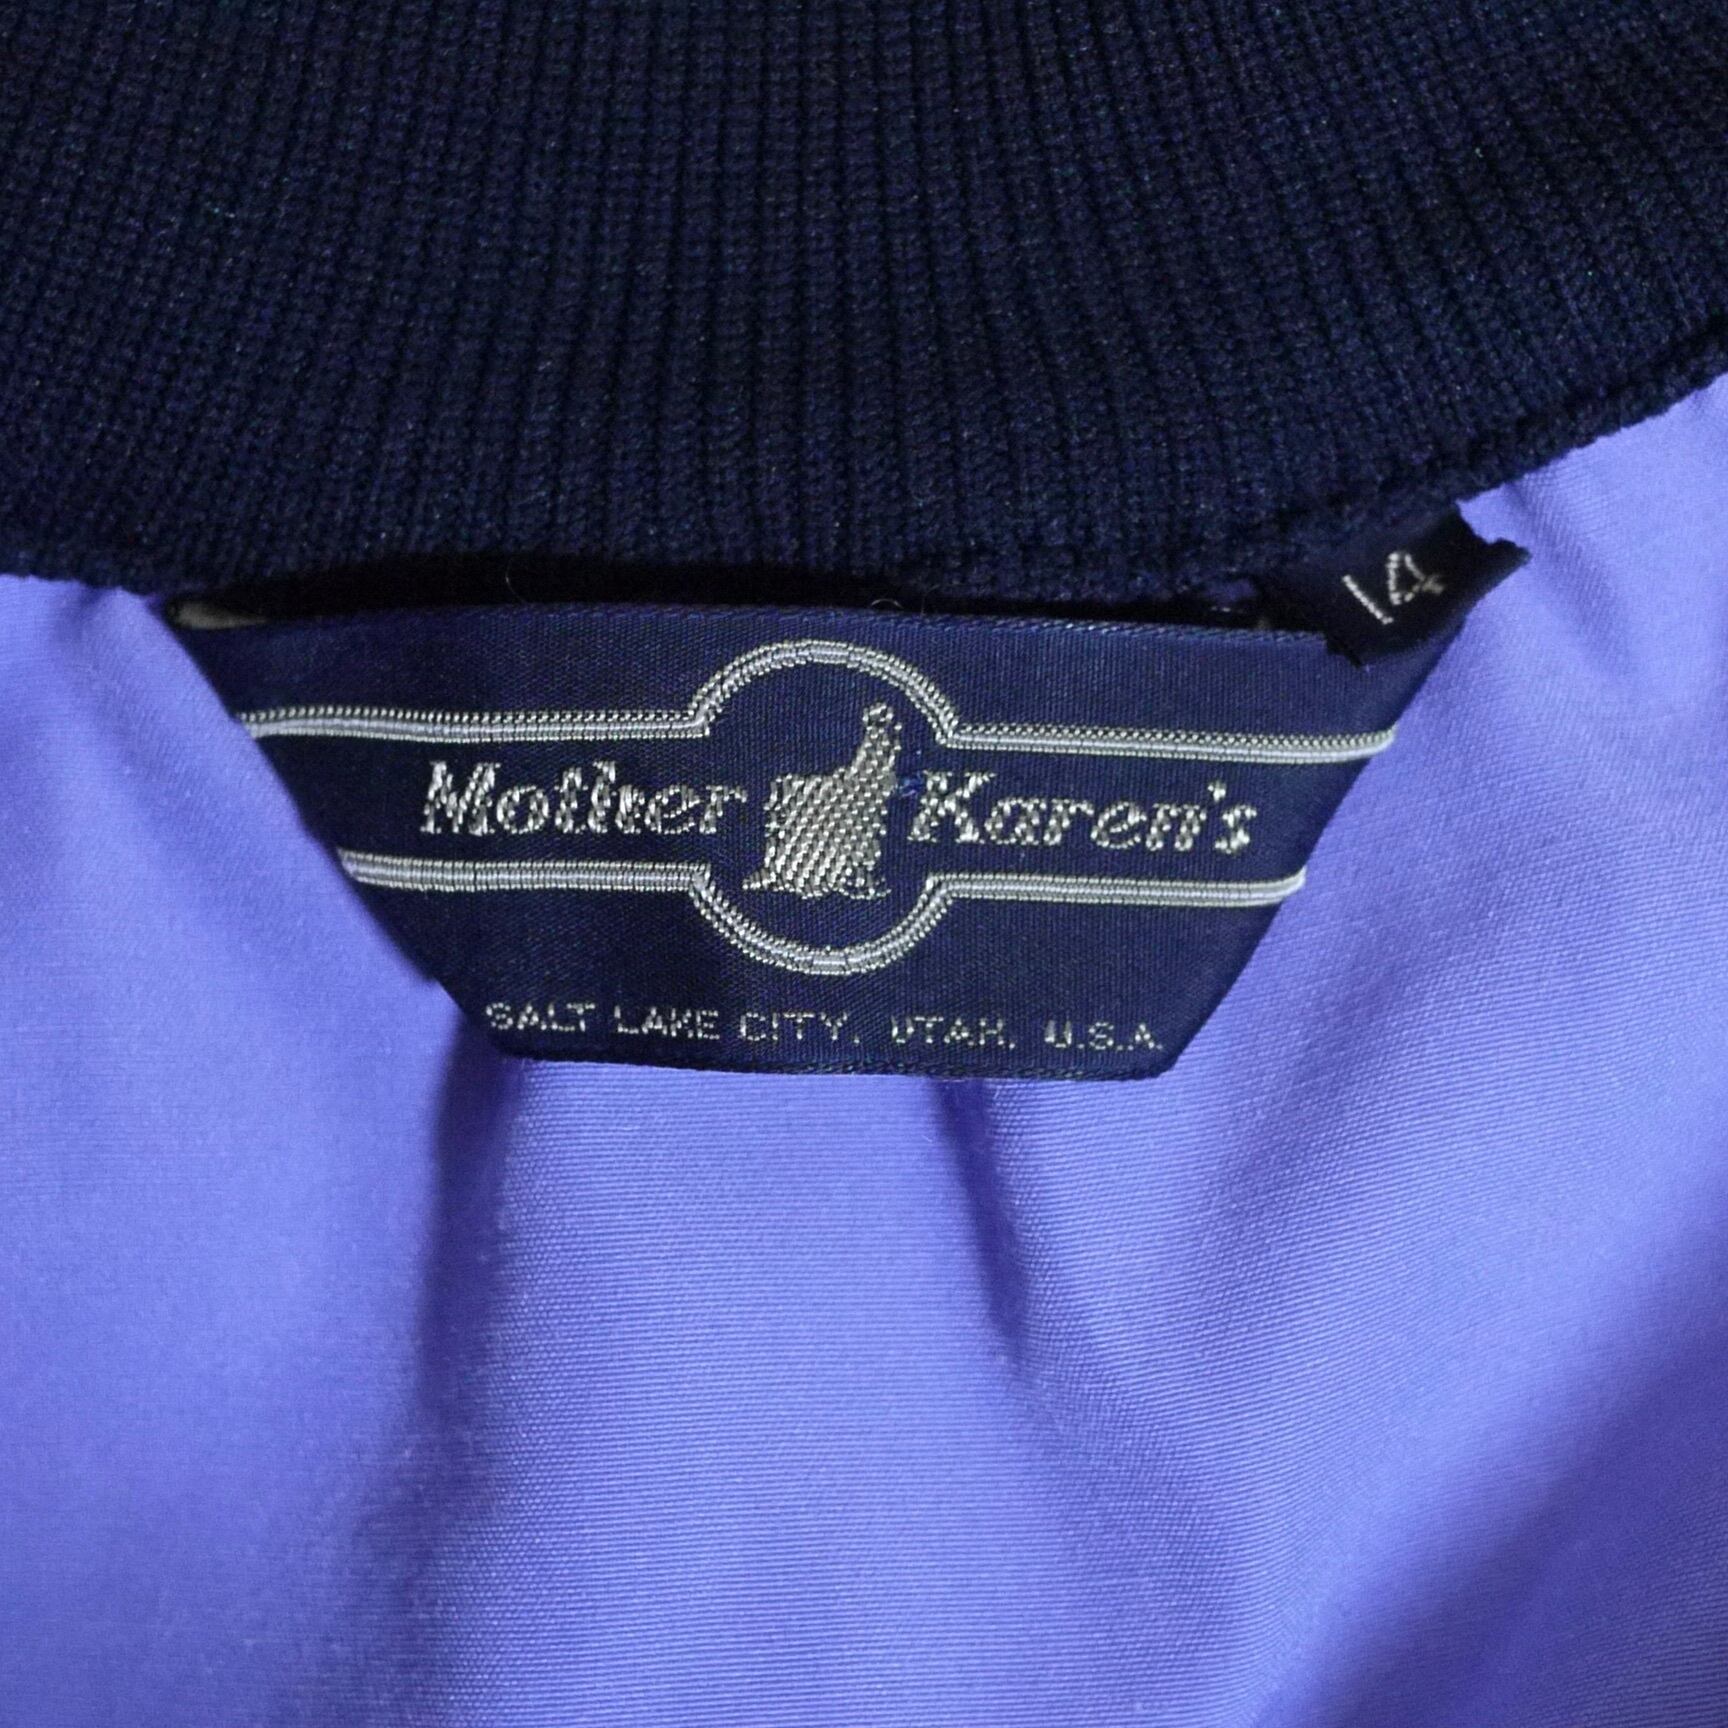 14
Mother Karen's
SALT LAKE CITY, UTAH, U.S.A.